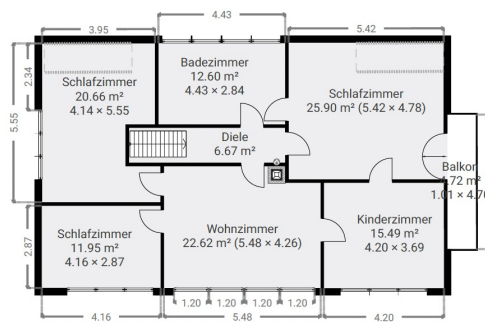 4.43
3.95
5.42
2.34
5.55
2.87
Badezimmer
12.60 m²
4.43 × 2.84
Schlafzimmer
20.66 m²
4.14 × 5.55
Schlafzimmer
25.90 m² (5.42 × 4.78)
Diele
6.67 m²
Balkon
4.72 m²
Schlafzimmer
11.95 m²
4.16 × 2.87
Wohnzimmer
22.62 m² (5.48 × 4.26)
Kinderzimmer
15.49 m²
4.20 × 3.69
1.20 1.20 1.20 1.20
4.16
5.48
4.20